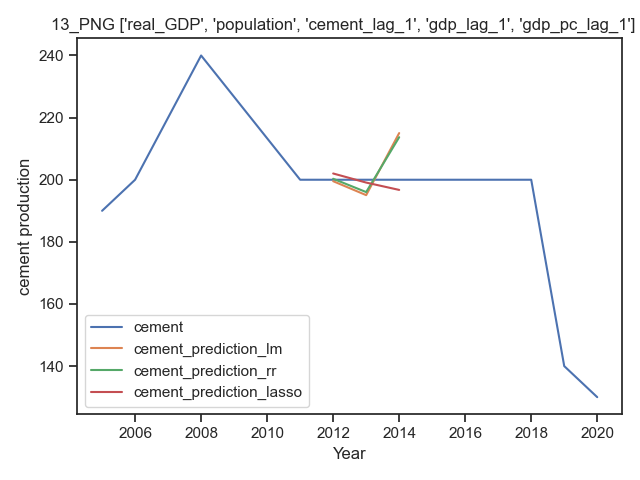 13_PNG ['real_GDP', 'population', 'cement_lag_1', 'gdp_lag_1', 'gdp_pc_lag_1']
240
220
200
180
160
140
cement production
cement
cement_prediction_lm
cement_prediction_rr
cement_prediction_lasso
2006 2008 2010 2012 2014 2016 2018 2020
Year